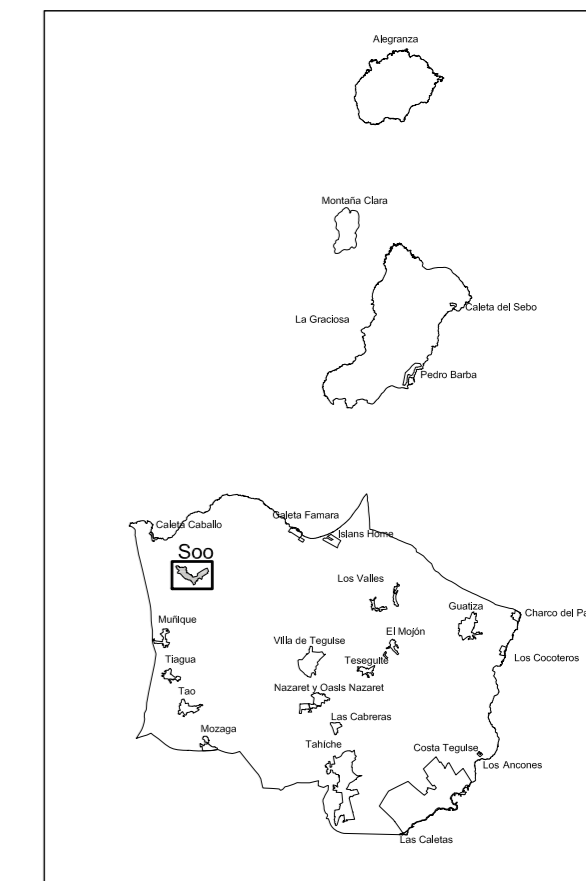 Alegranza
Montaña Clara
La Graciosa
Caleta del Sebo
Pedro Barba
Caleta Famara
Caleta Caballo
Islans Home
Soo
Los Valles
Guatiza
Charco del Pa
Muñique
El Mojón
Villa de Teguise
Los Cocoteros
Tiagua
Teseguite
Tao
Nazaret y Oasis Nazaret
Las Cabreras
Mozaga
Tahíche
Costa Teguise
Los Ancones
Las Caletas